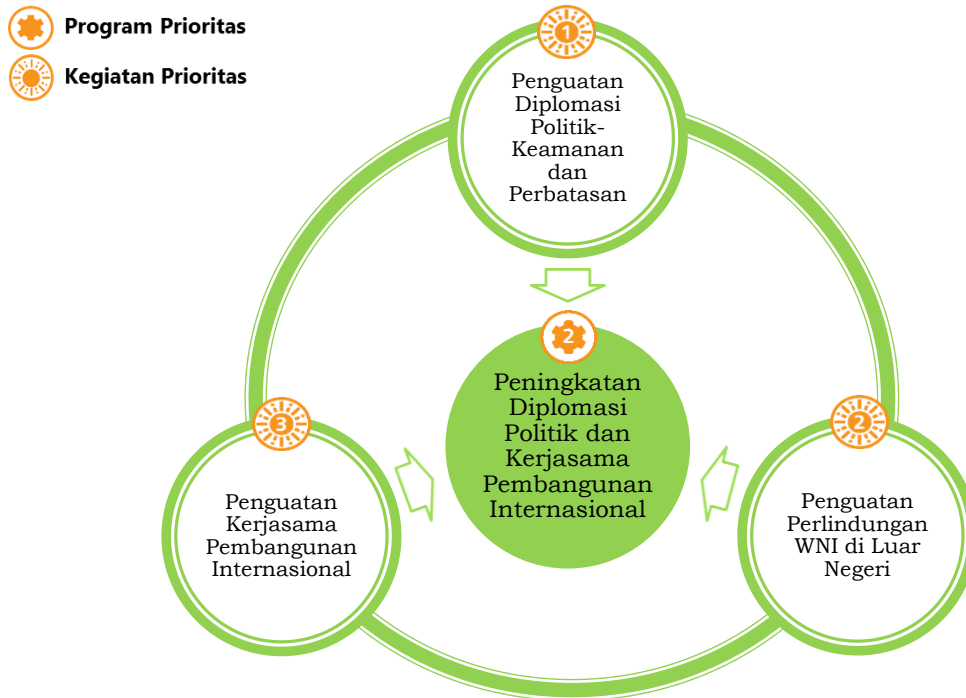 Program Prioritas
Kegiatan Prioritas
1
Penguatan
Diplomasi
Politik-
Keamanan
dan
Perbatasan
2
Peningkatan
Diplomasi
Politik dan
Kerjasama
Pembangunan
Internasional
3
Penguatan
Kerjasama
Pembangunan
Internasional
2
Penguatan
Perlindungan
WNI di Luar
Negeri